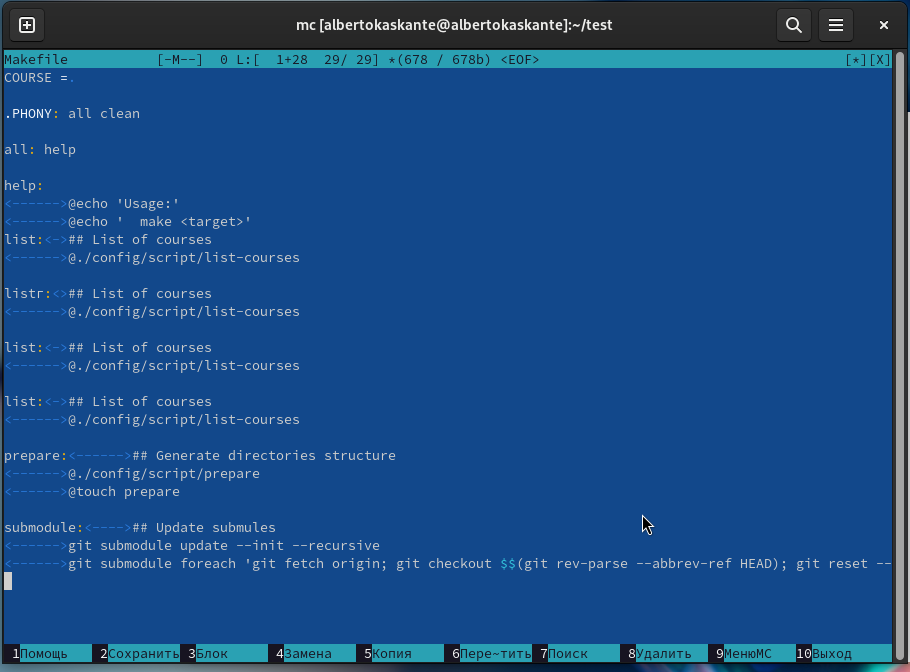 mc [albertokaskante@albertokaskante]:~/test
Makefile [-M--] 0 L:[ 1+28 29/ 29] *(678 / 678b) <EOF> [*][X]
COURSE =.

.PHONY: all clean

all: help

help:
<------>@echo 'Usage:'
<------>@echo '  make <target>'
list:<->## List of courses
<------>@./config/script/list-courses

listr:<>## List of courses
<------>@./config/script/list-courses

list:<->## List of courses
<------>@./config/script/list-courses

list:<->## List of courses
<------>@./config/script/list-courses

prepare:<------>## Generate directories structure
<------>@./config/script/prepare
<------>@touch prepare

submodule:<---->## Update submules
<------>git submodule update --init --recursive
<------>git submodule foreach 'git fetch origin; git checkout $$(git rev-parse --abbrev-ref HEAD); git reset --
1Помощь 2Сохранить 3Блок 4Замена 5Копия 6Пере~тить 7Поиск 8Удалить 9МенюMC 10Выход